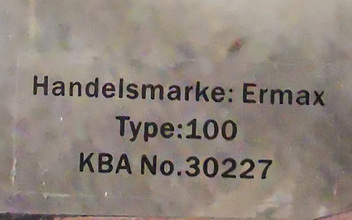 Handelsmarke: Ermax
Type:100
KBA No.30227